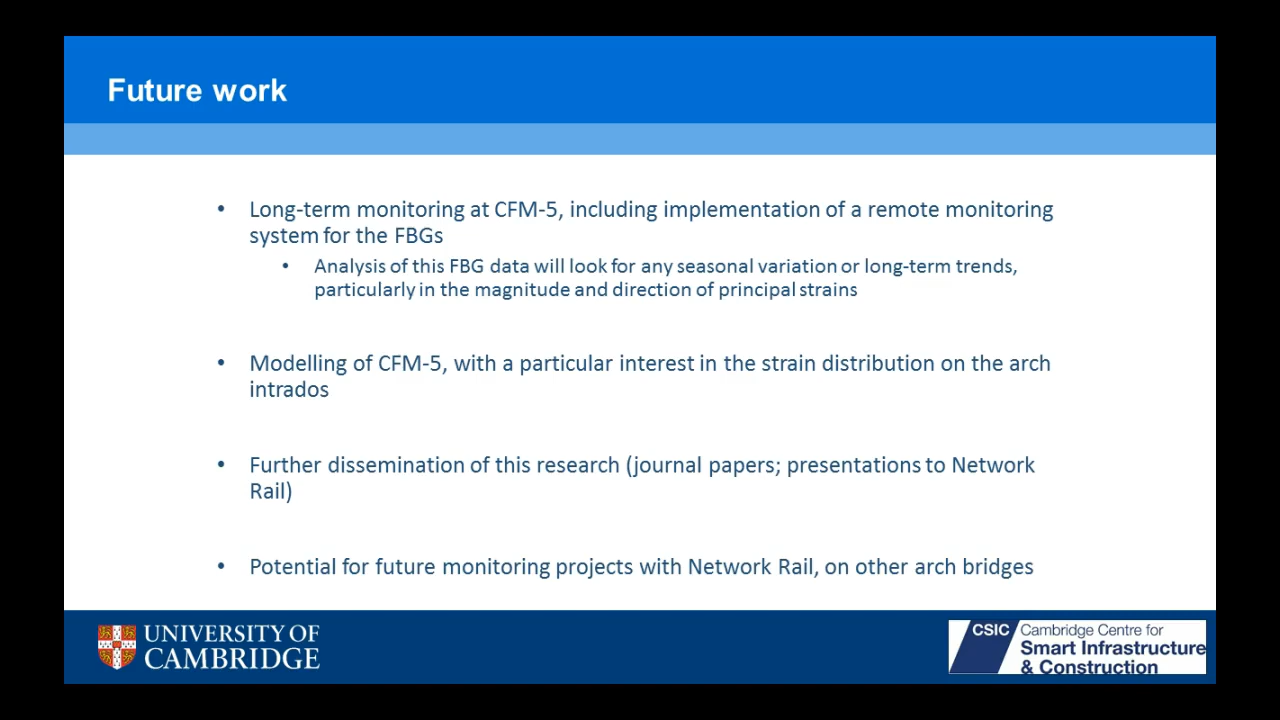 Future work
• Long-term monitoring at CFM-5, including implementation of a remote monitoring
system for the FBGs
• Analysis of this FBG data will look for any seasonal variation or long-term trends,
particularly in the magnitude and direction of principal strains
• Modelling of CFM-5, with a particular interest in the strain distribution on the arch
intrados
• Further dissemination of this research (journal papers; presentations to Network
Rail)
• Potential for future monitoring projects with Network Rail, on other arch bridges
UNIVERSITY OF
CAMBRIDGE
CSIC
Cambridge Centre for
Smart Infrastructure
& Construction